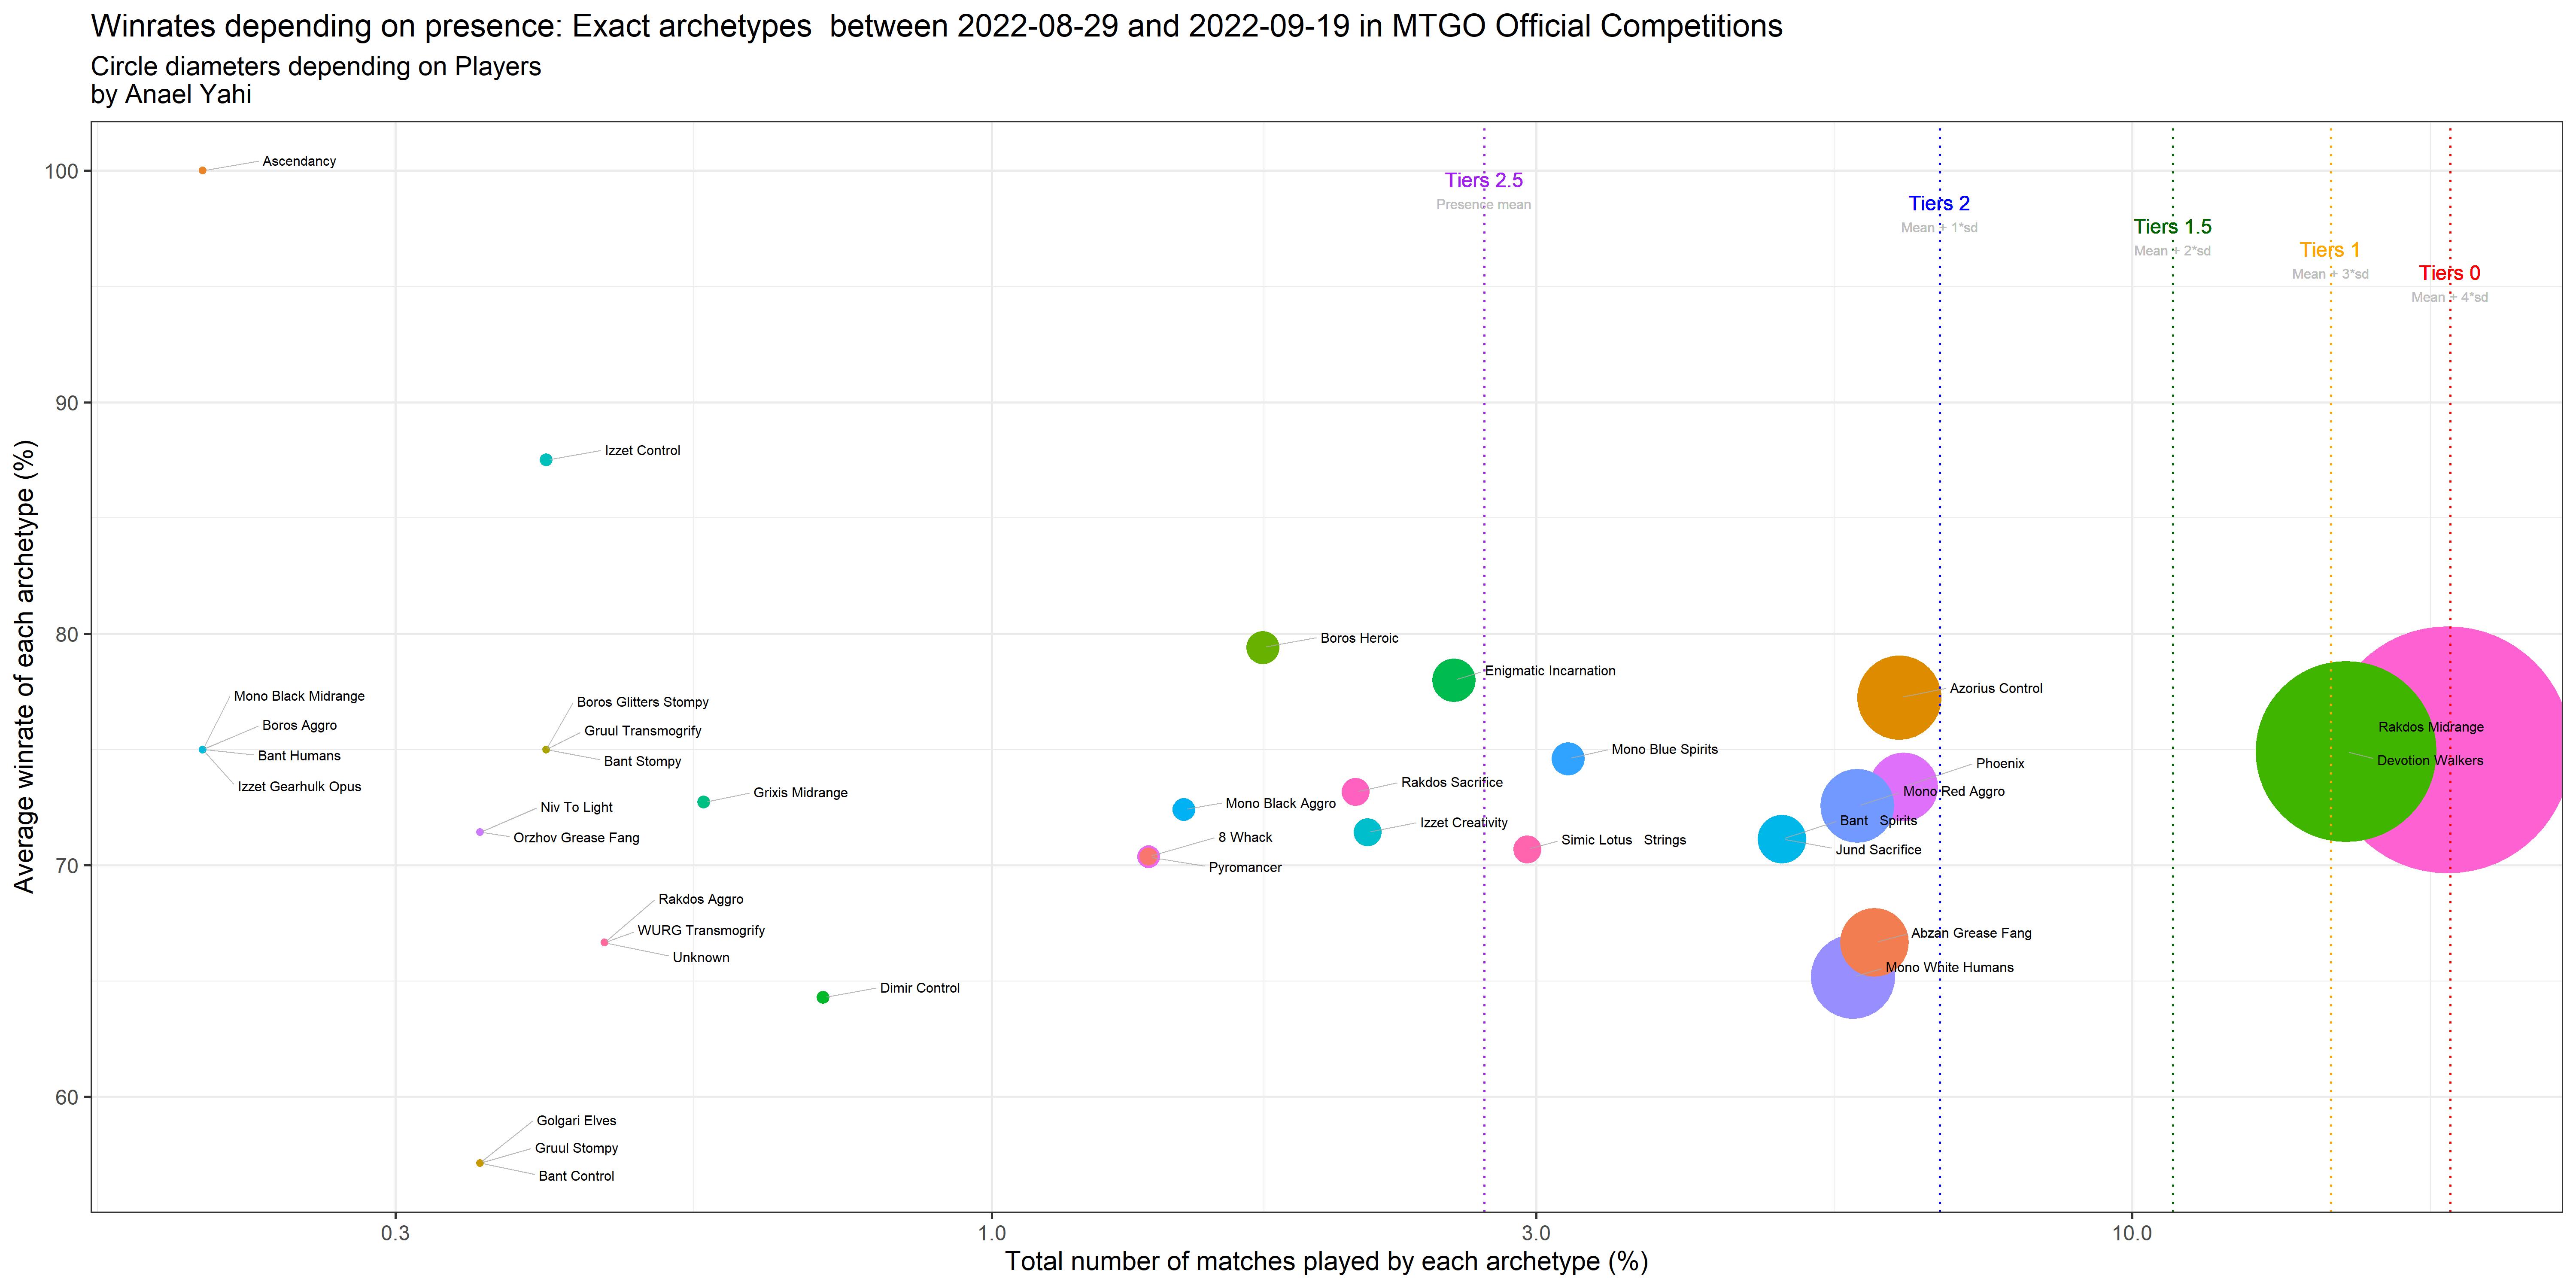 Winrates depending on presence: Exact archetypes  between 2022-08-29 and 2022-09-19 in MTGO Official Competitions
Circle diameters depending on Players
by Anael Yahi
Average winrate of each archetype (%)
100
90
80
70
60
Ascendancy
Tiers 2.5
Presence mean
Tiers 2
Mean + 1*sd
Tiers 1.5
Mean + 2*sd
Tiers 1
Mean + 3*sd
Tiers 0
Mean + 4*sd
Izzet Control
Boros Heroic
Enigmatic Incarnation
Azorius Control
Mono Black Midrange
Boros Aggro
Bant Humans
Izzet Gearhulk Opus
Boros Glitters Stompy
Gruul Transmogrify
Bant Stompy
Rakdos Midrange
Devotion Walkers
Mono Blue Spirits
Phoenix
Mono Red Aggro
Rakdos Sacrifice
Grixis Midrange
Mono Black Aggro
Niv To Light
Orzhov Grease Fang
Izzet Creativity
Bant   Spirits
Jund Sacrifice
8 Whack
Pyromancer
Simic Lotus   Strings
Rakdos Aggro
WURG Transmogrify
Unknown
Abzan Grease Fang
Mono White Humans
Dimir Control
Golgari Elves
Gruul Stompy
Bant Control
0.3
1.0
3.0
10.0
Total number of matches played by each archetype (%)